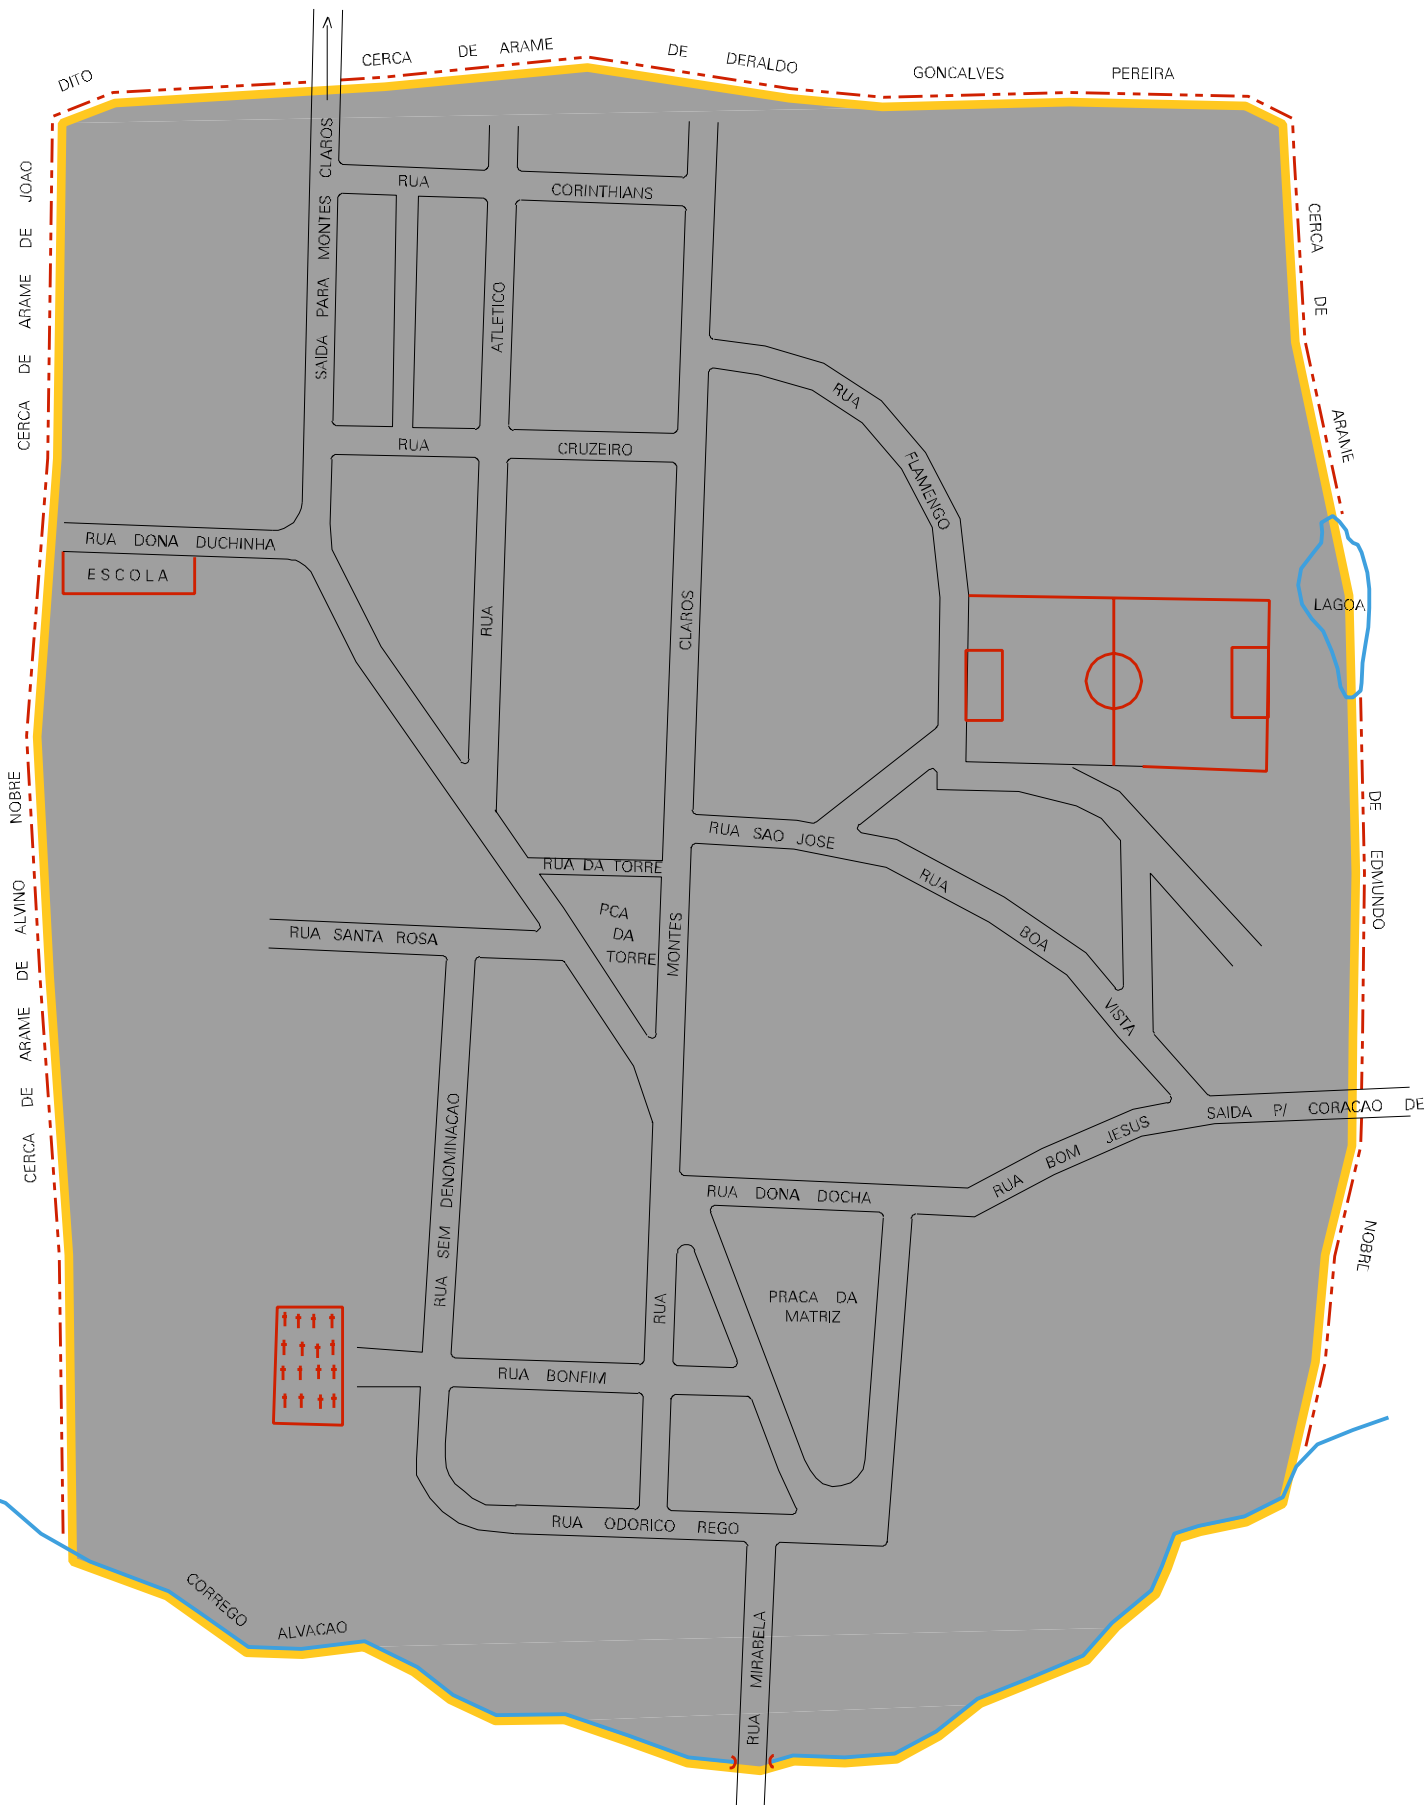 DITO
CERCA DE ARAME DE DERALDO GONCALVES PEREIRA
CERCA DE ARAME DE JOAO
SAIDA PARA MONTES CLAROS
RUA CORINTHIANS
ATLETICO
RUA
RUA CRUZEIRO
RUA FLAMENGO
CERCA DE ARAME
LAGOA
DE EDMUNDO
NOBRE
RUA DONA DUCHINHA
ESCOLA
CLAROS
MONTES
RUA
CERCA DE ARAME DE ALVINO NOBRE
RUA SAO JOSE
RUA DA TORRE
PCA
DA
TORRE
RUA BOA VISTA
RUA SANTA ROSA
RUA SEM DENOMINACAO
SAIDA P/ CORACAO DE
RUA BOM JESUS
RUA DONA DOCHA
PRACA DA
MATRIZ
RUA BONFIM
RUA ODORICO REGO
CORREGO ALVACAO
RUA MIRABELA